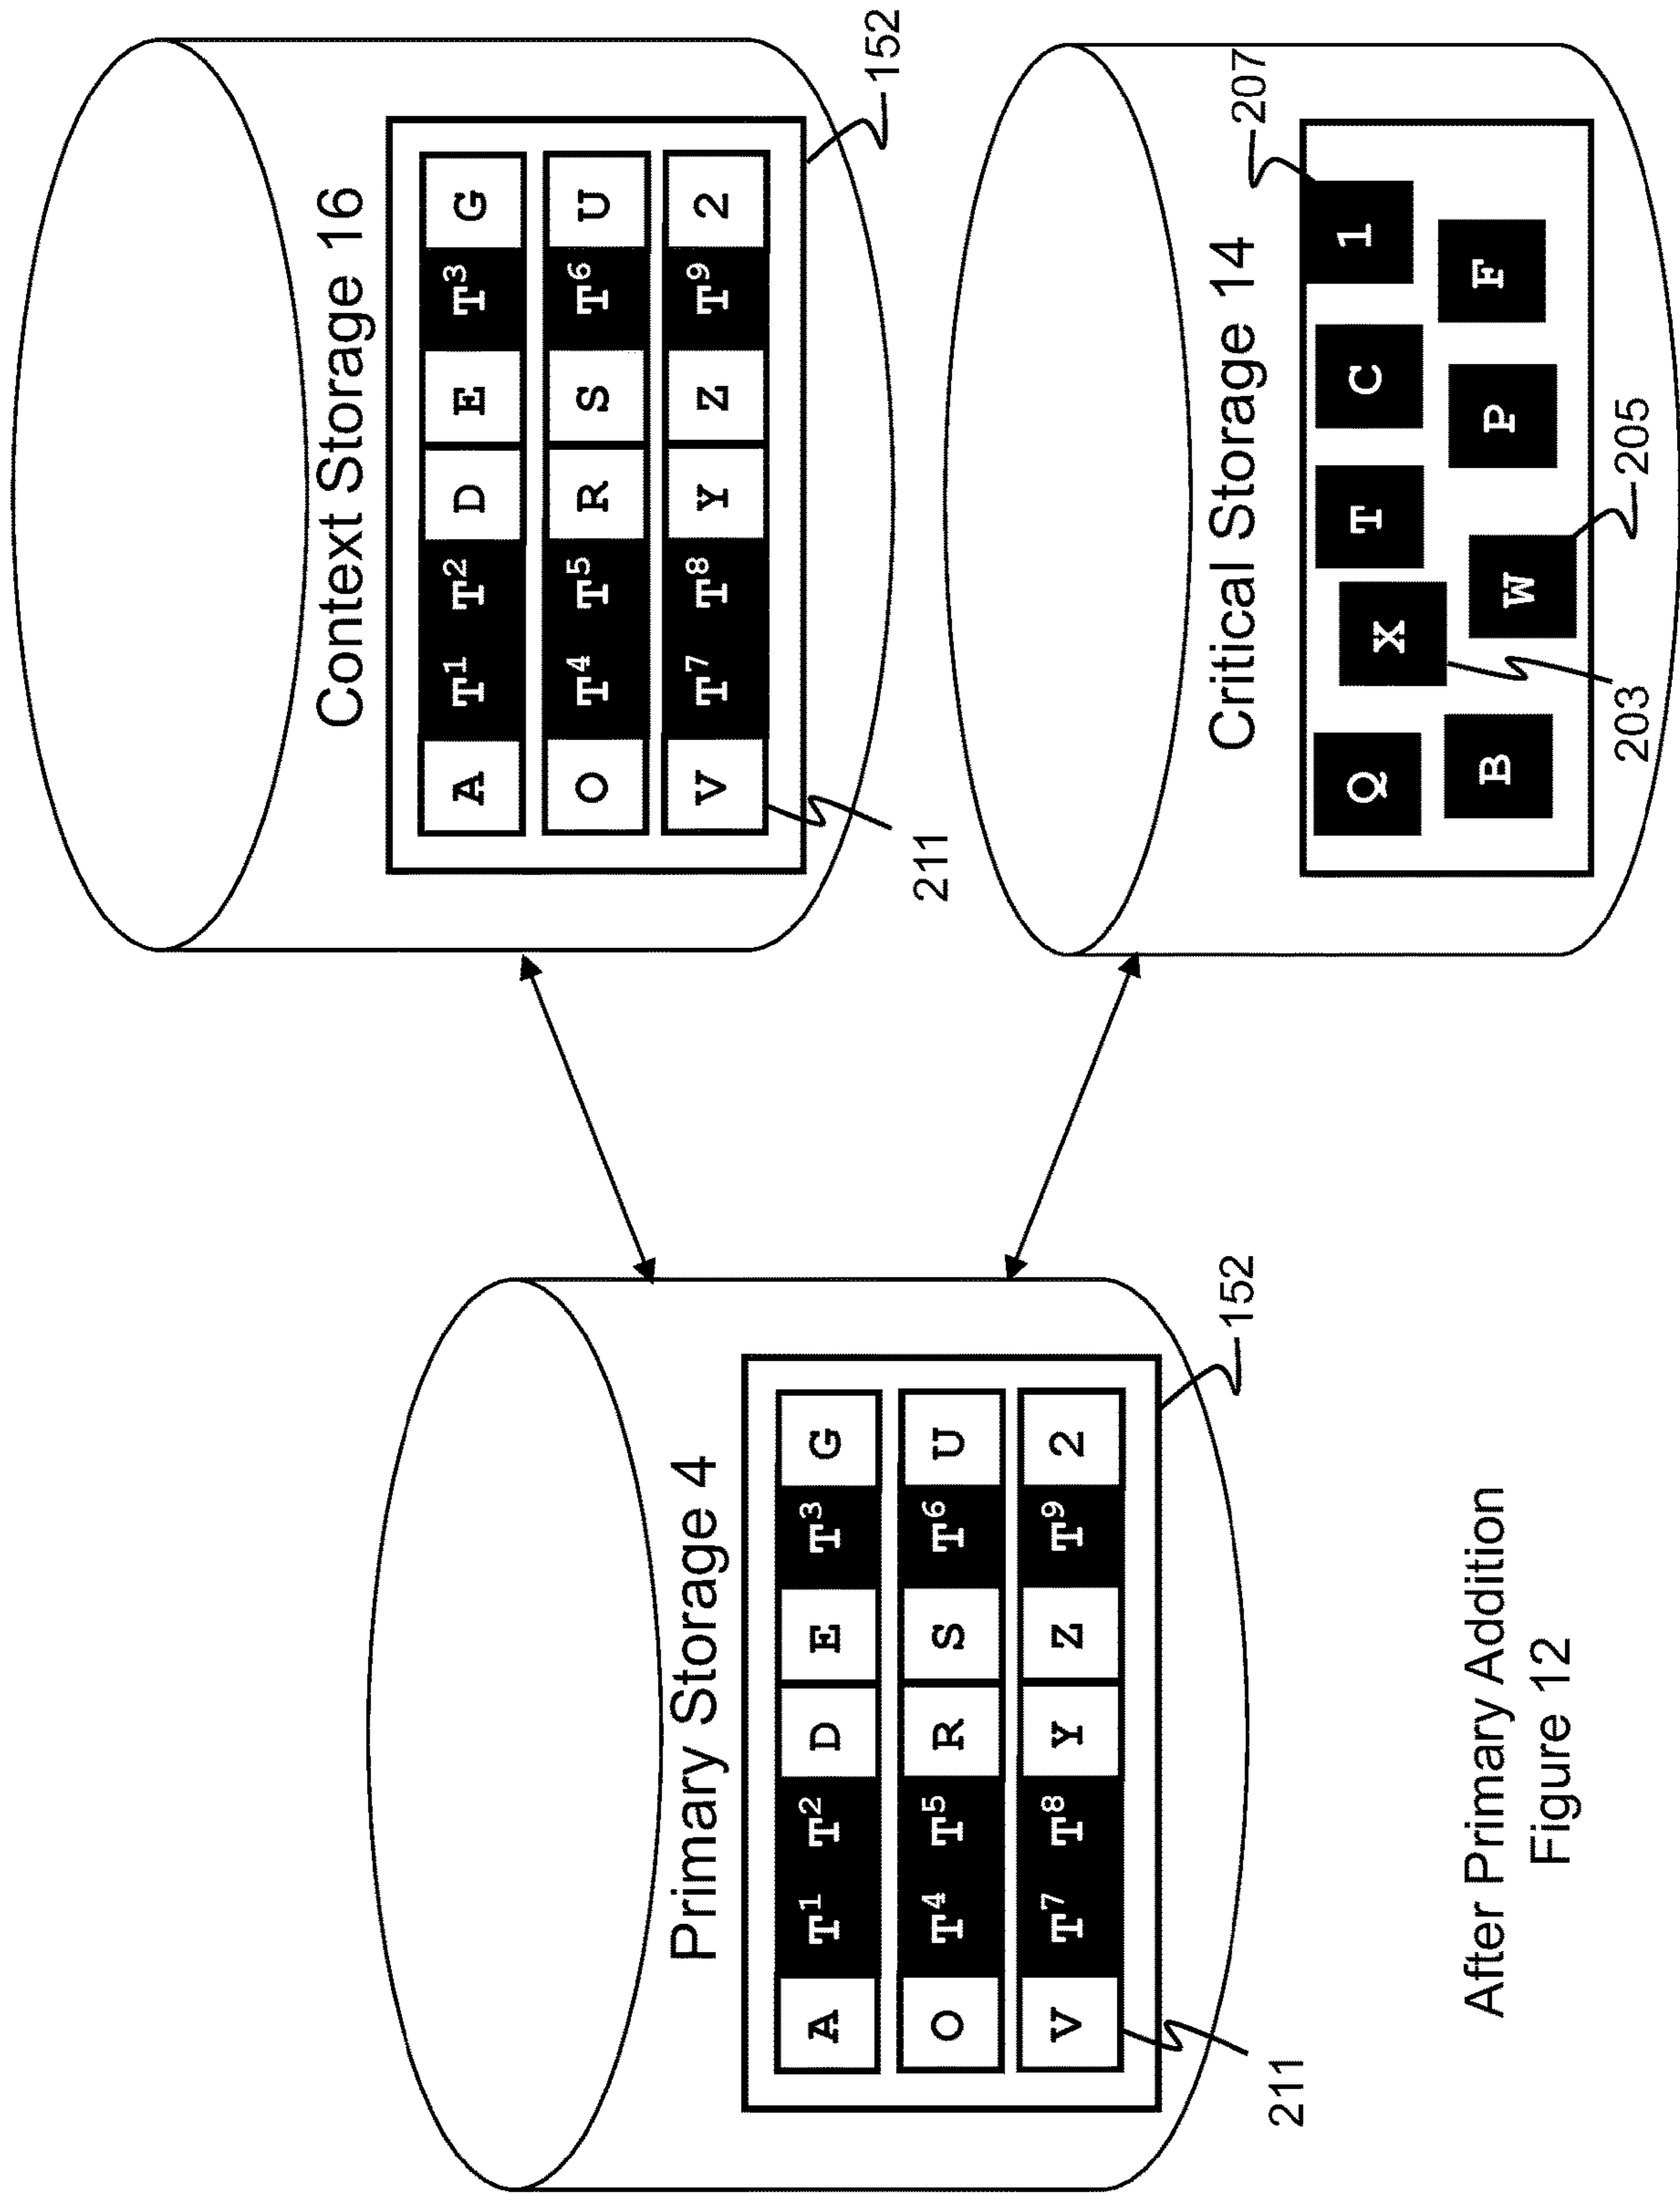 Context Storage 16
A T¹ T² D E T³ G
O T⁴ T⁵ R S T⁶ U
V T⁷ T⁸ Y Z T⁹ 2
152
211
Primary Storage 4
A T¹ T² D E T³ G
O T⁴ T⁵ R S T⁶ U
V T⁷ T⁸ Y Z T⁹ 2
152
211
Critical Storage 14
207
Q X T C 1
B W P F
203
205
After Primary Addition
Figure 12